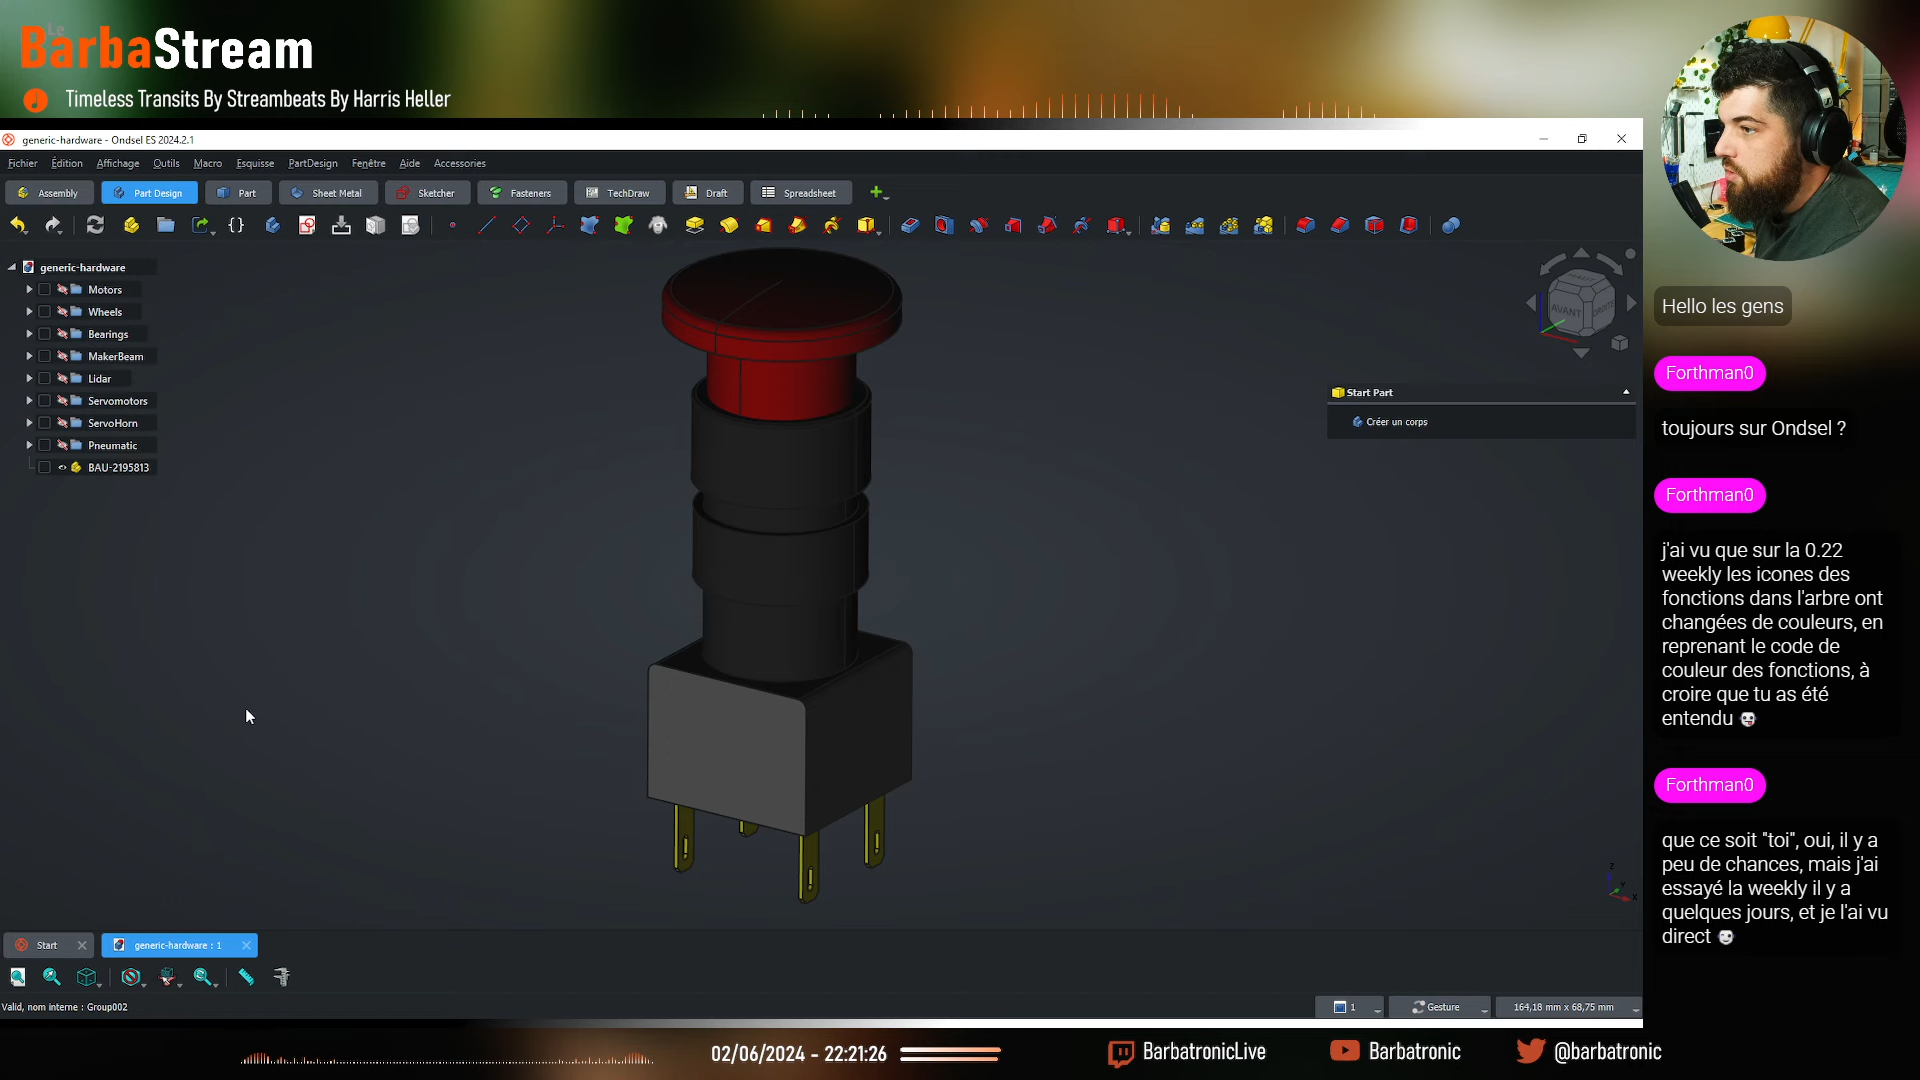 Le
BarbaStream
Timeless Transits By Streambeats By Harris Heller
generic-hardware - Ondsel ES 2024.2.1
Fichier Édition Affichage Outils Macro Esquisse PartDesign Fenêtre Aide Accessories
Assembly Part Design Part Sheet Metal Sketcher Fasteners TechDraw Draft Spreadsheet
generic-hardware
Motors
Wheels
Bearings
MakerBeam
Lidar
Servomotors
ServoHorn
Pneumatic
BAU-2195813
HAUT
AVANT
DROITE
Start Part
Créer un corps
Z
Y
X
Start
generic-hardware : 1
Valid, nom interne : Group002
1
Gesture
164,18 mm x 68,75 mm
Hello les gens
Forthman0
toujours sur Ondsel ?
Forthman0
j'ai vu que sur la 0.22
weekly les icones des
fonctions dans l'arbre ont
changées de couleurs, en
reprenant le code de
couleur des fonctions, à
croire que tu as été
entendu
Forthman0
que ce soit "toi", oui, il y a
peu de chances, mais j'ai
essayé la weekly il y a
quelques jours, et je l'ai vu
direct
02/06/2024 - 22:21:26
BarbatronicLive
Barbatronic
@barbatronic